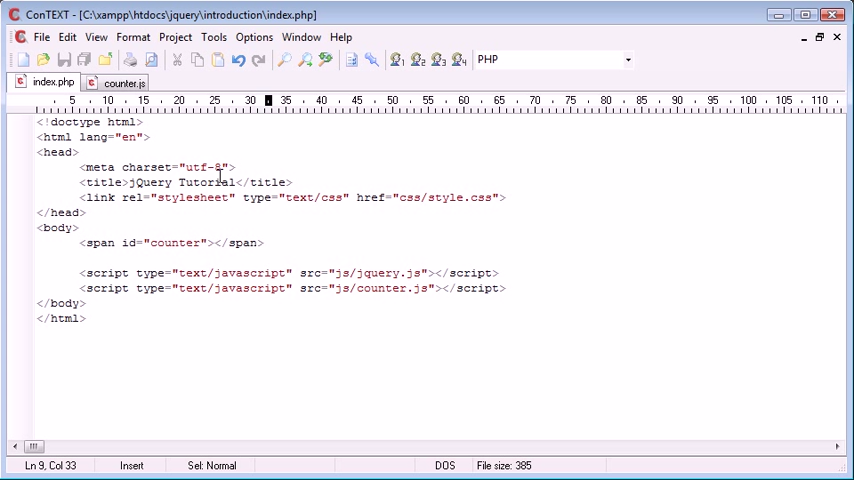 ConTEXT - [C:\xampp\htdocs\jquery\introduction\index.php]
File Edit View Format Project Tools Options Window Help
1 2 3 4 PHP
index.php counter.js
5 10 15 20 25 30 35 40 45 50 55 60 65 70 75 80 85 90 95 100 105 110
<!doctype html>
<html lang="en">
<head>
<meta charset="utf-8">
<title>jQuery Tutorial</title>
<link rel="stylesheet" type="text/css" href="css/style.css">
</head>
<body>
<span id="counter"></span>
<script type="text/javascript" src="js/jquery.js"></script>
<script type="text/javascript" src="js/counter.js"></script>
</body>
</html>
Ln 9, Col 33 Insert Sel: Normal DOS File size: 385